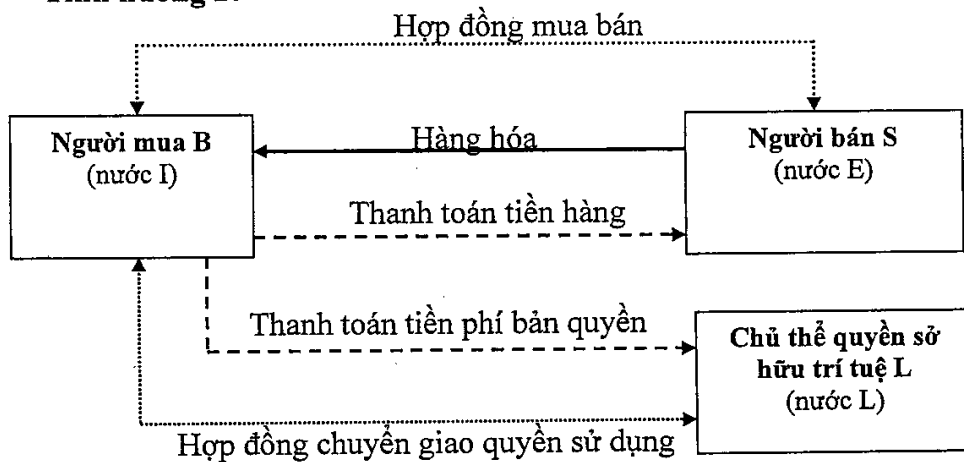 Hợp đồng mua bán
Người mua B
(nước I)
Hàng hóa
Người bán S
(nước E)
Thanh toán tiền hàng
Thanh toán tiền phí bản quyền
Chủ thể quyền sở
hữu trí tuệ L
(nước L)
Hợp đồng chuyển giao quyền sử dụng